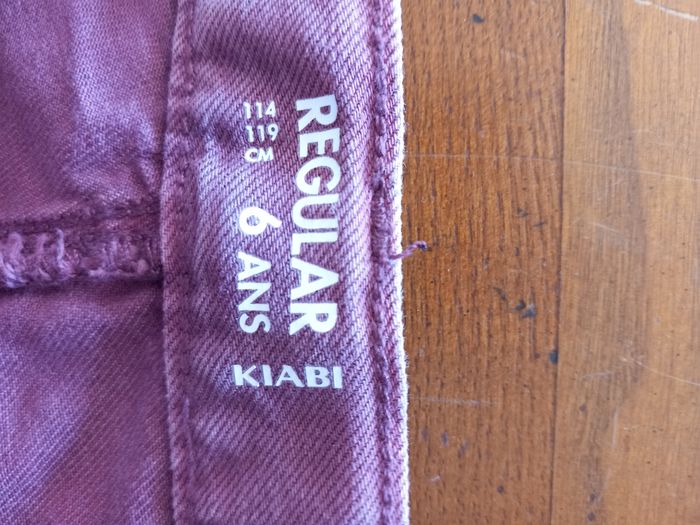 REGULAR
114
119
CM
6 ANS
KIABI